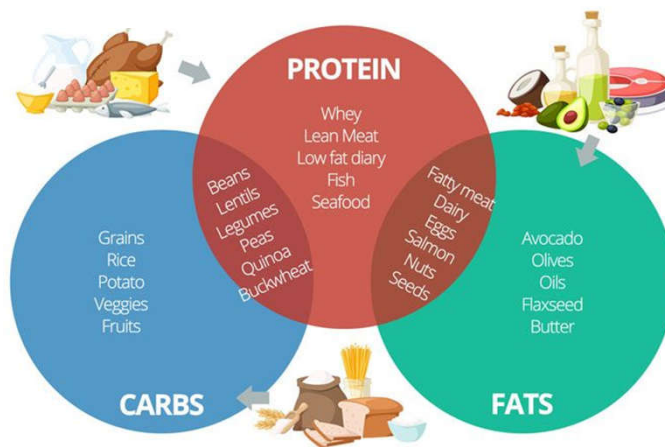 PROTEIN
Whey
Lean Meat
Low fat diary
Fish
Seafood
Beans
Lentils
Legumes
Peas
Quinoa
Buckwheat
Fatty meat
Dairy
Eggs
Salmon
Nuts
Seeds
Grains
Rice
Potato
Veggies
Fruits
Avocado
Olives
Oils
Flaxseed
Butter
CARBS
FATS